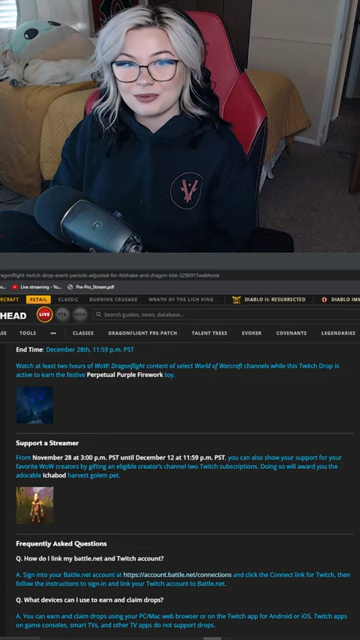 ragonflight-twitch-drop-event-periods-adjusted-for-feldrake-and-dragon-kite-329691?webhook
Live streaming - Yo...
Pre-Pro_Stream.pdf
RCRAFT RETAIL CLASSIC BURNING CRUSADE WRATH OF THE LICH KING DIABLO II: RESURRECTED DIABLO IM
HEAD LIVE PTR BETA Search guides, news, database...
SE TOOLS ••• CLASSES DRAGONFLIGHT PRE-PATCH TALENT TREES EVOKER COVENANTS LEGENDARIES
End Time: December 28th, 11:59 p.m. PST
Watch at least two hours of WoW: Dragonflight content of select World of Warcraft channels while this Twitch Drop is
active to earn the festive Perpetual Purple Firework toy.
Support a Streamer
From November 28 at 3:00 p.m. PST until December 12 at 11:59 p.m. PST, you can also show your support for your
favorite WoW creators by gifting an eligible creator's channel two Twitch subscriptions. Doing so will award you the
adorable Ichabod harvest golem pet.
Frequently Asked Questions
Q. How do I link my battle.net and Twitch account?
A. Sign into your Battle.net account at https://account.battle.net/connections and click the Connect link for Twitch, then
follow the instructions to sign-in and link your Twitch account to Battle.net.
Q. What devices can I use to earn and claim drops?
A. You can earn and claim drops using your PC/Mac web browser or on the Twitch app for Android or iOS. Twitch apps
on game consoles, smart TVs, and other TV apps do not support drops.